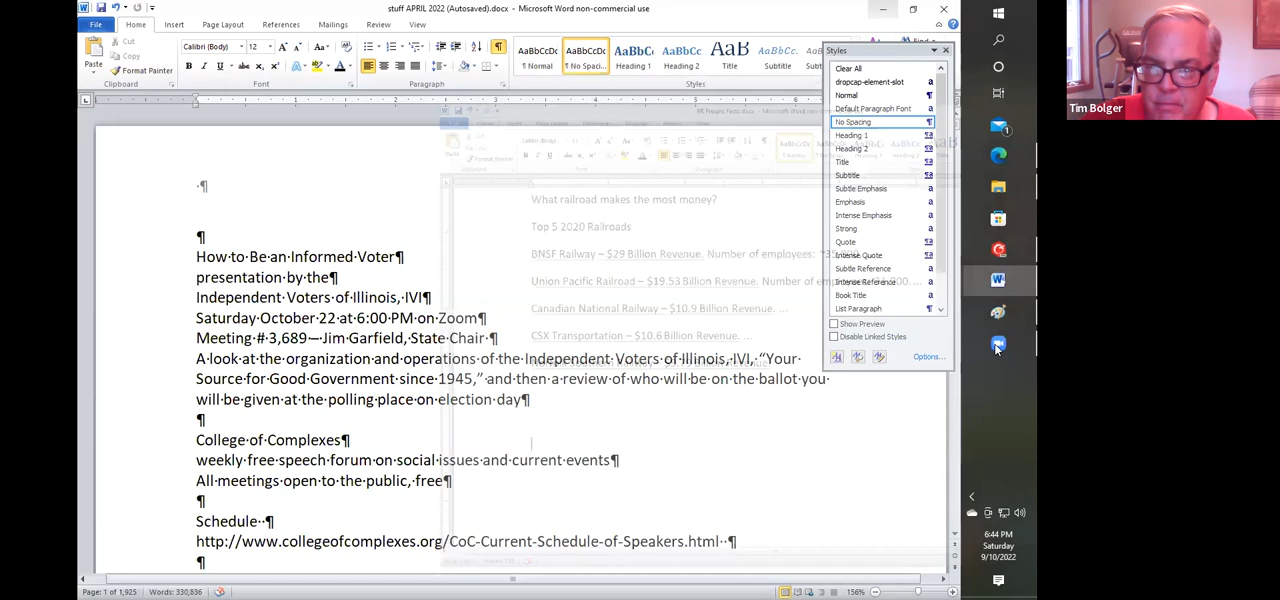 stuff APRIL 2022 (Autosaved).docx - Microsoft Word non-commercial use
File Home Insert Page Layout References Mailings Review View
Cut
Copy
Format Painter
Paste
Clipboard
Calibri (Body) 12
Font
Paragraph
AaBbCcDc AaBbCcDc AaBbCc AaBbCc AaB AaBbCc.
¶ Normal ¶ No Spaci... Heading 1 Heading 2 Title Subtitle
Styles
Styles
Clear All
dropcap-element-slot
Normal
Default Paragraph Font
No Spacing
Heading 1
Heading 2
Title
Subtitle
Subtle Emphasis
Emphasis
Intense Emphasis
Strong
Quote
Intense Quote
Subtle Reference
Intense Reference
Book Title
List Paragraph
Show Preview
Disable Linked Styles
Options...
What railroad makes the most money?
Top 5 2020 Railroads
BNSF Railway – $29 Billion Revenue. Number of employees:
Union Pacific Railroad – $19.53 Billion Revenue. Number of
Canadian National Railway – $10.9 Billion Revenue. ...
CSX Transportation – $10.6 Billion Revenue. ...
¶
¶
How·to·Be·an·Informed·Voter¶
presentation·by·the¶
Independent·Voters·of·Illinois,·IVI¶
Saturday·October·22·at·6:00·PM·on·Zoom¶
Meeting·#·3,689·–·Jim·Garfield,·State·Chair·¶
A·look·at·the·organization·and·operations·of·the·Independent·Voters·of·Illinois,·IVI,·“Your·
Source·for·Good·Government·since·1945,”·and·then·a·review·of·who·will·be·on·the·ballot·you·
will·be·given·at·the·polling·place·on·election·day¶
¶
College·of·Complexes¶
weekly·free·speech·forum·on·social·issues·and·current·events¶
All·meetings·open·to·the·public,·free¶
¶
Schedule··¶
http://www.collegeofcomplexes.org/CoC-Current-Schedule-of-Speakers.html··¶
¶
Page: 1 of 1,925 Words: 330,836
156%
Tim Bolger
1
6:44 PM
Saturday
9/10/2022